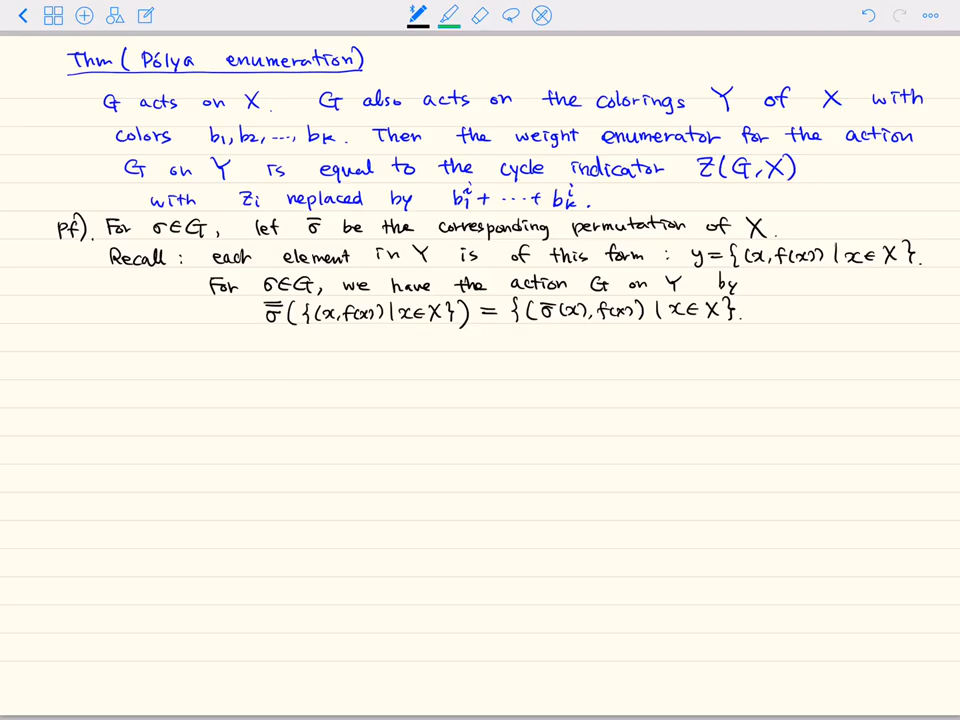 Thm (Pólya enumeration)
G acts on X. G also acts on the colorings Y of X with
colors b₁, b₂, ..., bₖ. Then the weight enumerator for the action
G on Y is equal to the cycle indicator Z(G,X)
with zᵢ replaced by b₁ⁱ + ... + bₖⁱ.
Pf). For σ∈G, let σ̄ be the corresponding permutation of X.
Recall : each element in Y is of this form : y = {(x, f(x)) | x∈X}.
For σ∈G, we have the action G on Y by
σ̿({(x, f(x)) | x∈X}) = {(σ̄(x), f(x)) | x∈X}.